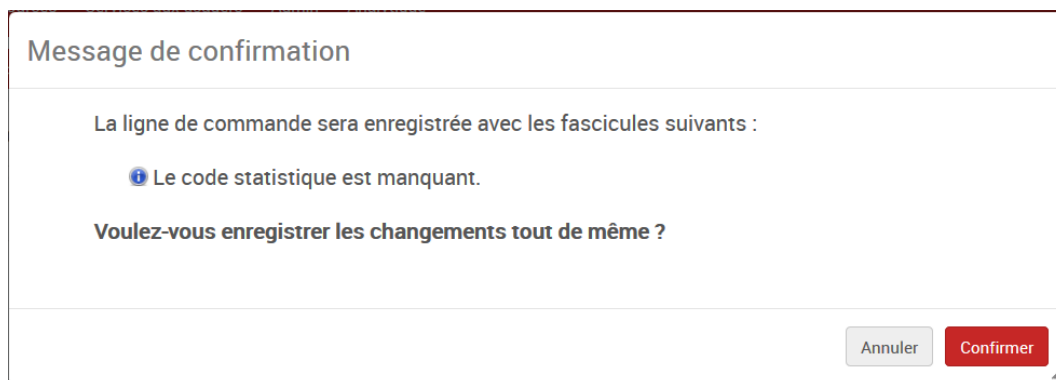 Message de confirmation
La ligne de commande sera enregistrée avec les fascicules suivants :
Le code statistique est manquant.
Voulez-vous enregistrer les changements tout de même ?
Annuler
Confirmer